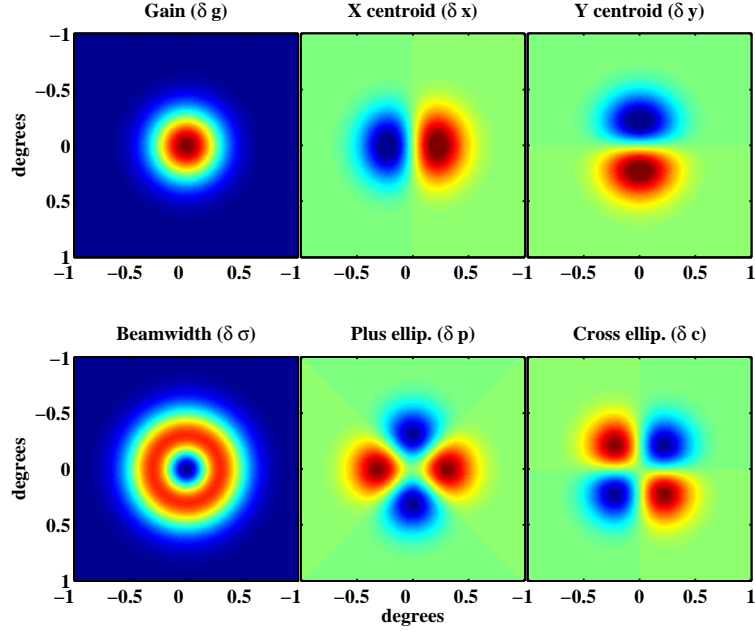 Gain (δ g)
X centroid (δ x)
Y centroid (δ y)
−1
−0.5
0
0.5
1
degrees
−1 −0.5 0 0.5 −1 −0.5 0 0.5 −1 −0.5 0 0.5 1
Beamwidth (δ σ)
Plus ellip. (δ p)
Cross ellip. (δ c)
−1
−0.5
0
0.5
1
degrees
−1 −0.5 0 0.5 −1 −0.5 0 0.5 −1 −0.5 0 0.5 1
degrees